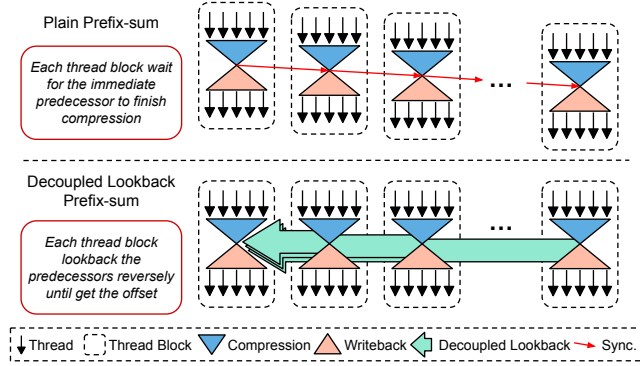 Plain Prefix-sum
Each thread block wait
for the immediate
predecessor to finish
compression
...
Decoupled Lookback
Prefix-sum
Each thread block
lookback the
predecessors reversely
until get the offset
...
Thread
Thread Block
Compression
Writeback
Decoupled Lookback
Sync.